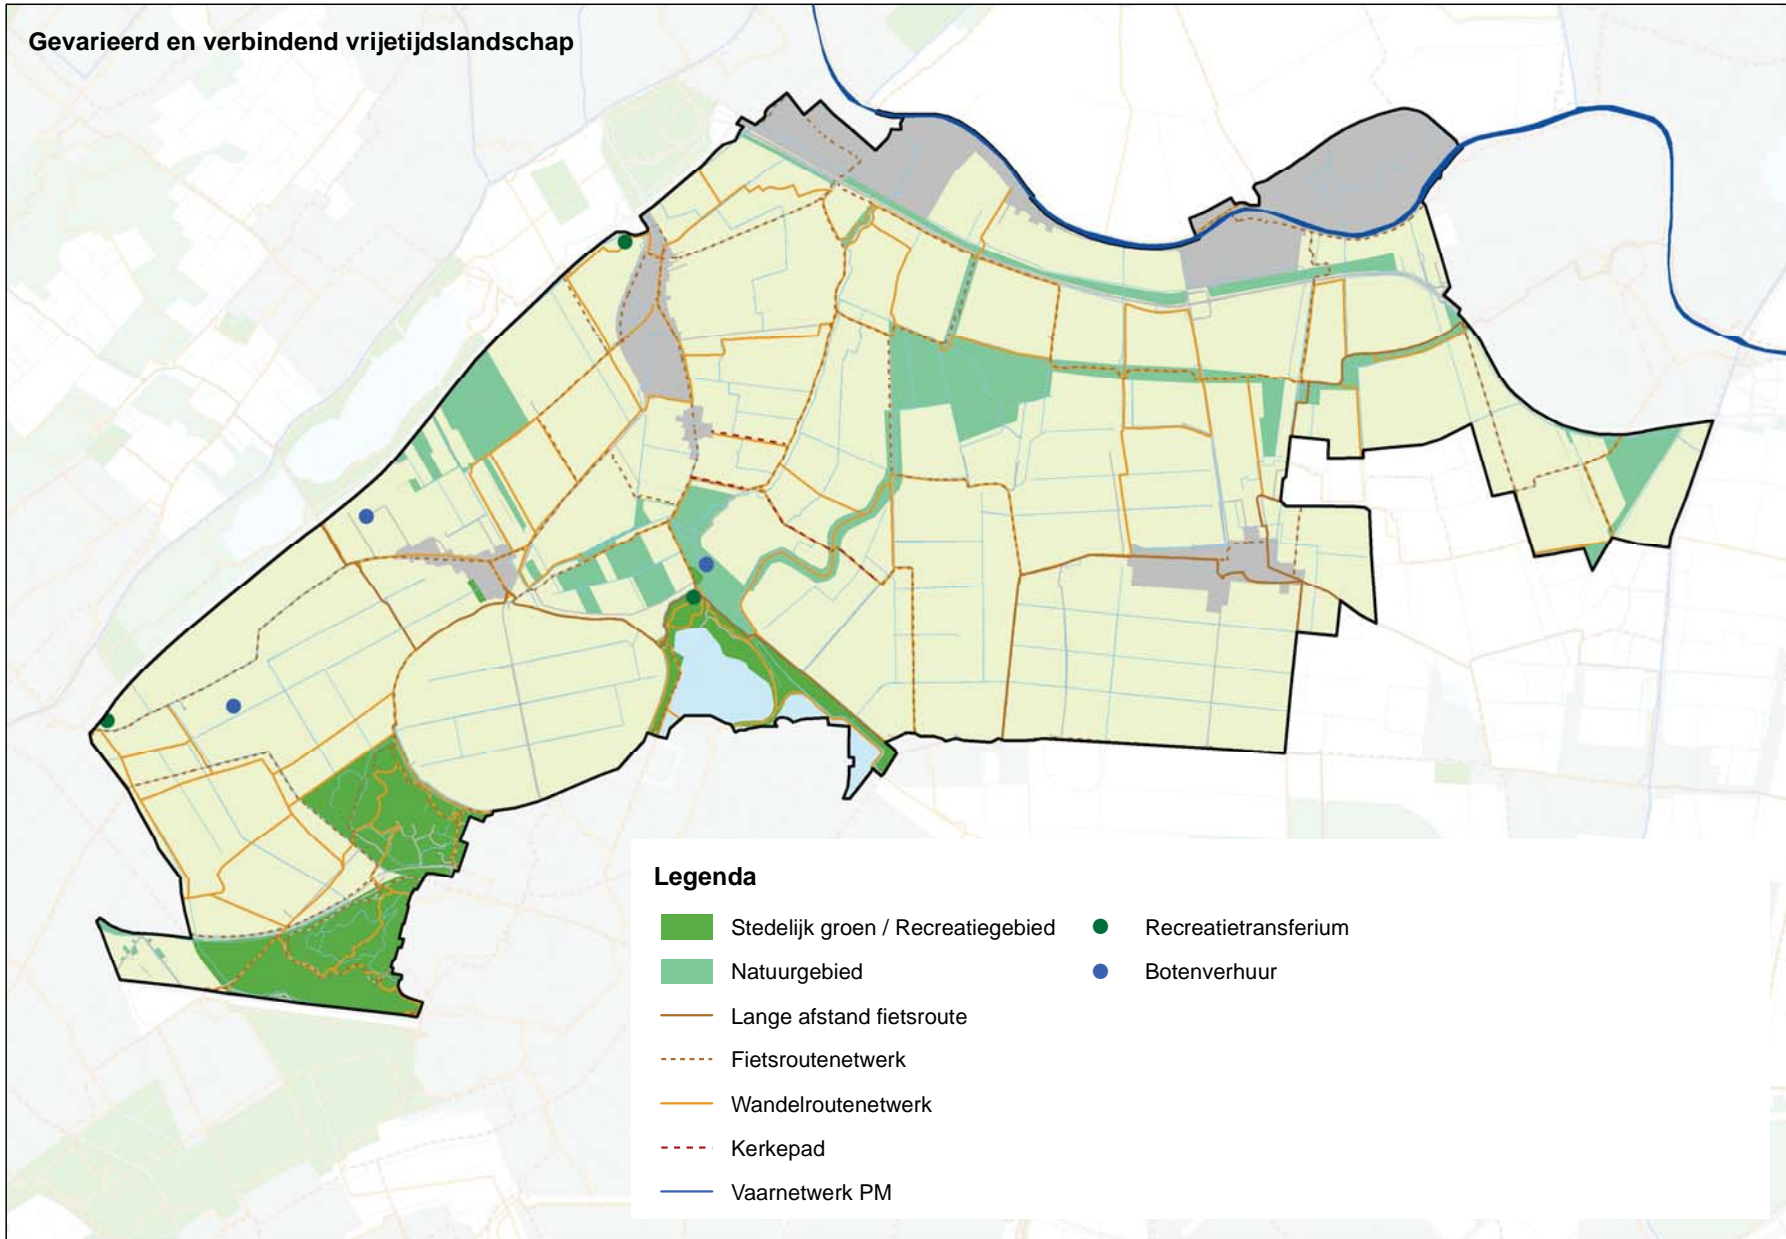 Gevarieerd en verbindend vrijetijdslandschap
Legenda
Stedelijk groen / Recreatiegebied
Natuurgebied
Lange afstand fietsroute
Fietsroutenetwerk
Wandelroutenetwerk
Kerkepad
Vaarnetwerk PM
Recreatietransferium
Botenverhuur